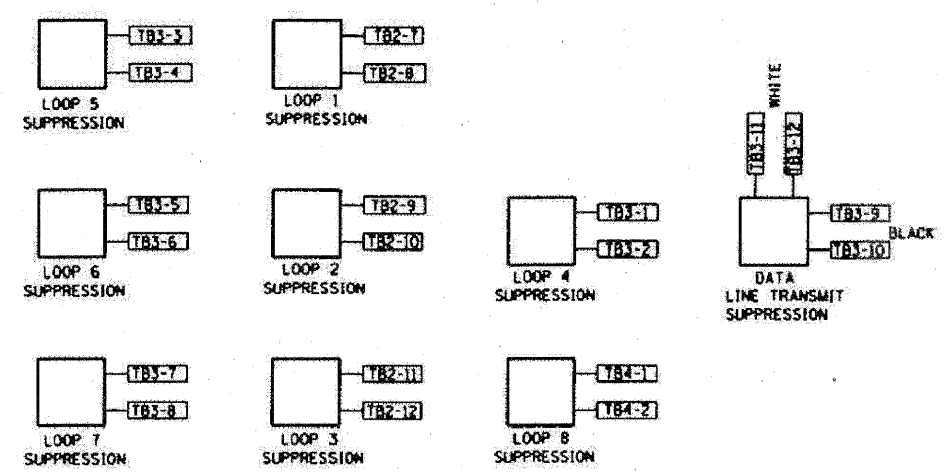 TB3-3
TB3-4
LOOP 5
SUPPRESSION
TB2-7
TB2-8
LOOP 1
SUPPRESSION
WHITE
TB3-11
TB3-12
TB3-5
TB3-6
LOOP 6
SUPPRESSION
TB2-9
TB2-10
LOOP 2
SUPPRESSION
TB3-1
TB3-2
LOOP 4
SUPPRESSION
TB3-9
BLACK
TB3-10
DATA
LINE TRANSMIT
SUPPRESSION
TB3-7
TB3-8
LOOP 7
SUPPRESSION
TB2-11
TB2-12
LOOP 3
SUPPRESSION
TB4-1
TB4-2
LOOP 8
SUPPRESSION